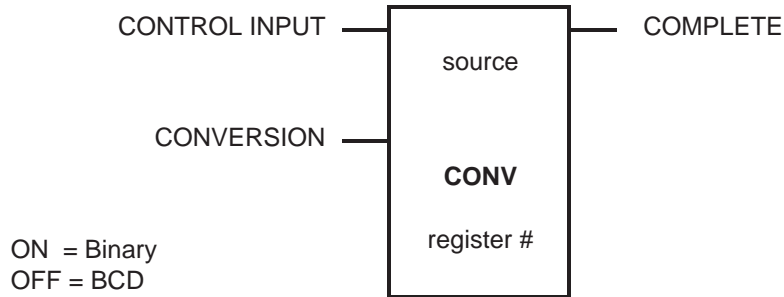 CONTROL INPUT
COMPLETE
source
CONVERSION
CONV
register #
ON = Binary
OFF = BCD